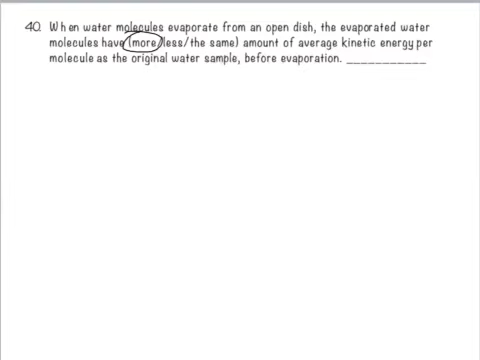 40. When water molecules evaporate from an open dish, the evaporated water
molecules have (more/less/the same) amount of average kinetic energy per
molecule as the original water sample, before evaporation. ___________